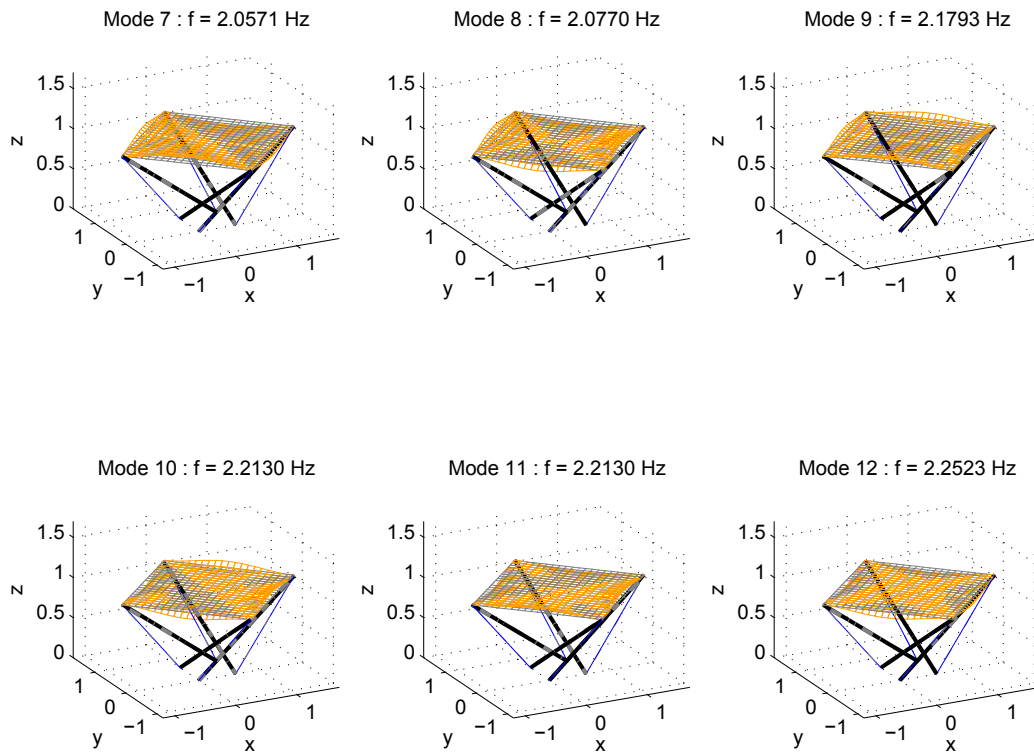 Mode 7 : f = 2.0571 Hz
Mode 8 : f = 2.0770 Hz
Mode 9 : f = 2.1793 Hz
1.5
1
0.5
0
z
1
0
−1
y
−1
0
1
x
1.5
1
0.5
0
z
1
0
−1
y
−1
0
1
x
1.5
1
0.5
0
z
1
0
−1
y
−1
0
1
x
Mode 10 : f = 2.2130 Hz
Mode 11 : f = 2.2130 Hz
Mode 12 : f = 2.2523 Hz
1.5
1
0.5
0
z
1
0
−1
y
−1
0
1
x
1.5
1
0.5
0
z
1
0
−1
y
−1
0
1
x
1.5
1
0.5
0
z
1
0
−1
y
−1
0
1
x